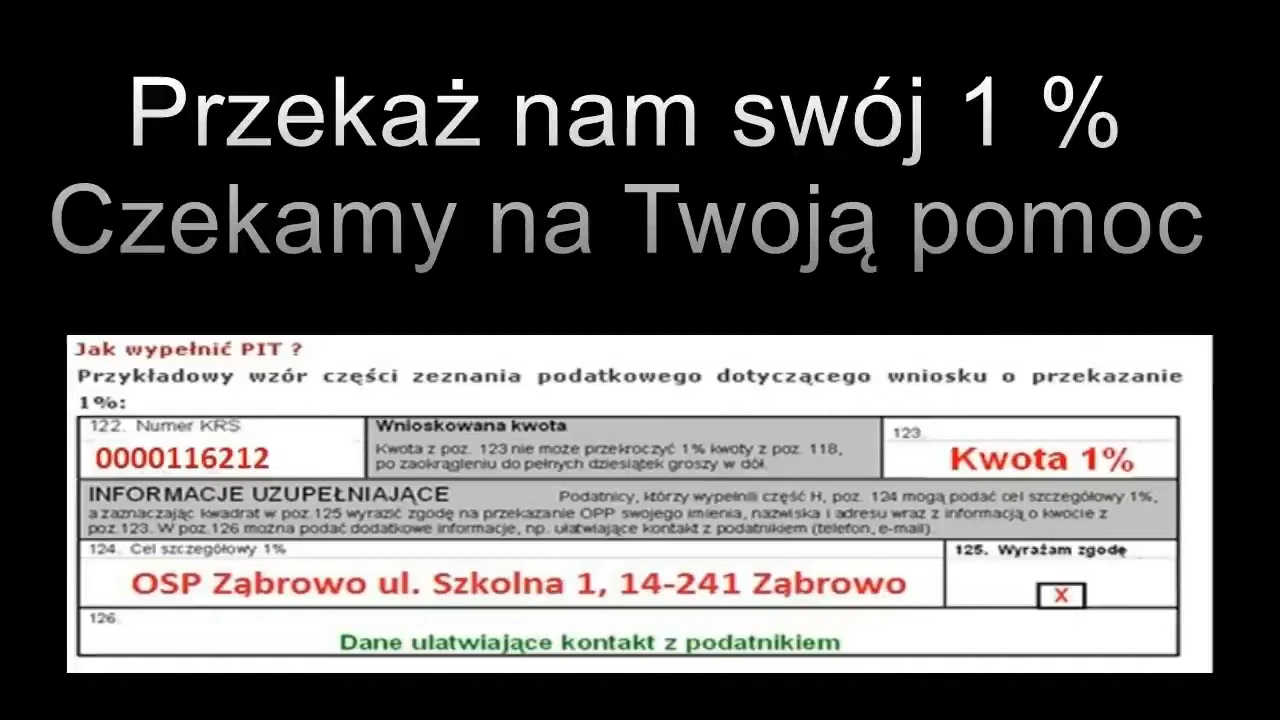 Przekaż nam swój 1 %
Czekamy na Twoją pomoc
Jak wypełnić PIT ?
Przykładowy wzór części zeznania podatkowego dotyczącego wniosku o przekazanie
1%:
122. Numer KRS
0000116212
Wnioskowana kwota
Kwota z poz. 123 nie może przekroczyć 1% kwoty z poz. 118,
po zaokrągleniu do pełnych dziesiątek groszy w dół.
123.
Kwota 1%
INFORMACJE UZUPEŁNIAJĄCE
Podatnicy, którzy wypełnili część H, poz. 124 mogą podać cel szczegółowy 1%,
a zaznaczając kwadrat w poz.125 wyrazić zgodę na przekazanie OPP swojego imienia, nazwiska i adresu wraz z informacją o kwocie z
poz.123. W poz.126 można podać dodatkowe informacje, np. ułatwiające kontakt z podatnikiem (telefon, e-mail)
124. Cel szczegółowy 1%
OSP Ząbrowo ul. Szkolna 1, 14-241 Ząbrowo
125. Wyrażam zgodę
X
126.
Dane ulatwiające kontakt z podatnikiem